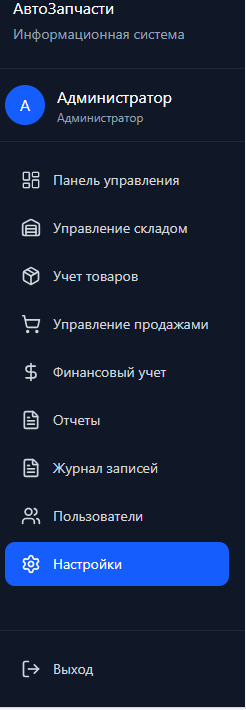 АвтоЗапчасти
Информационная система
А
Администратор
Администратор
Панель управления
Управление складом
Учет товаров
Управление продажами
Финансовый учет
Отчеты
Журнал записей
Пользователи
Настройки
Выход